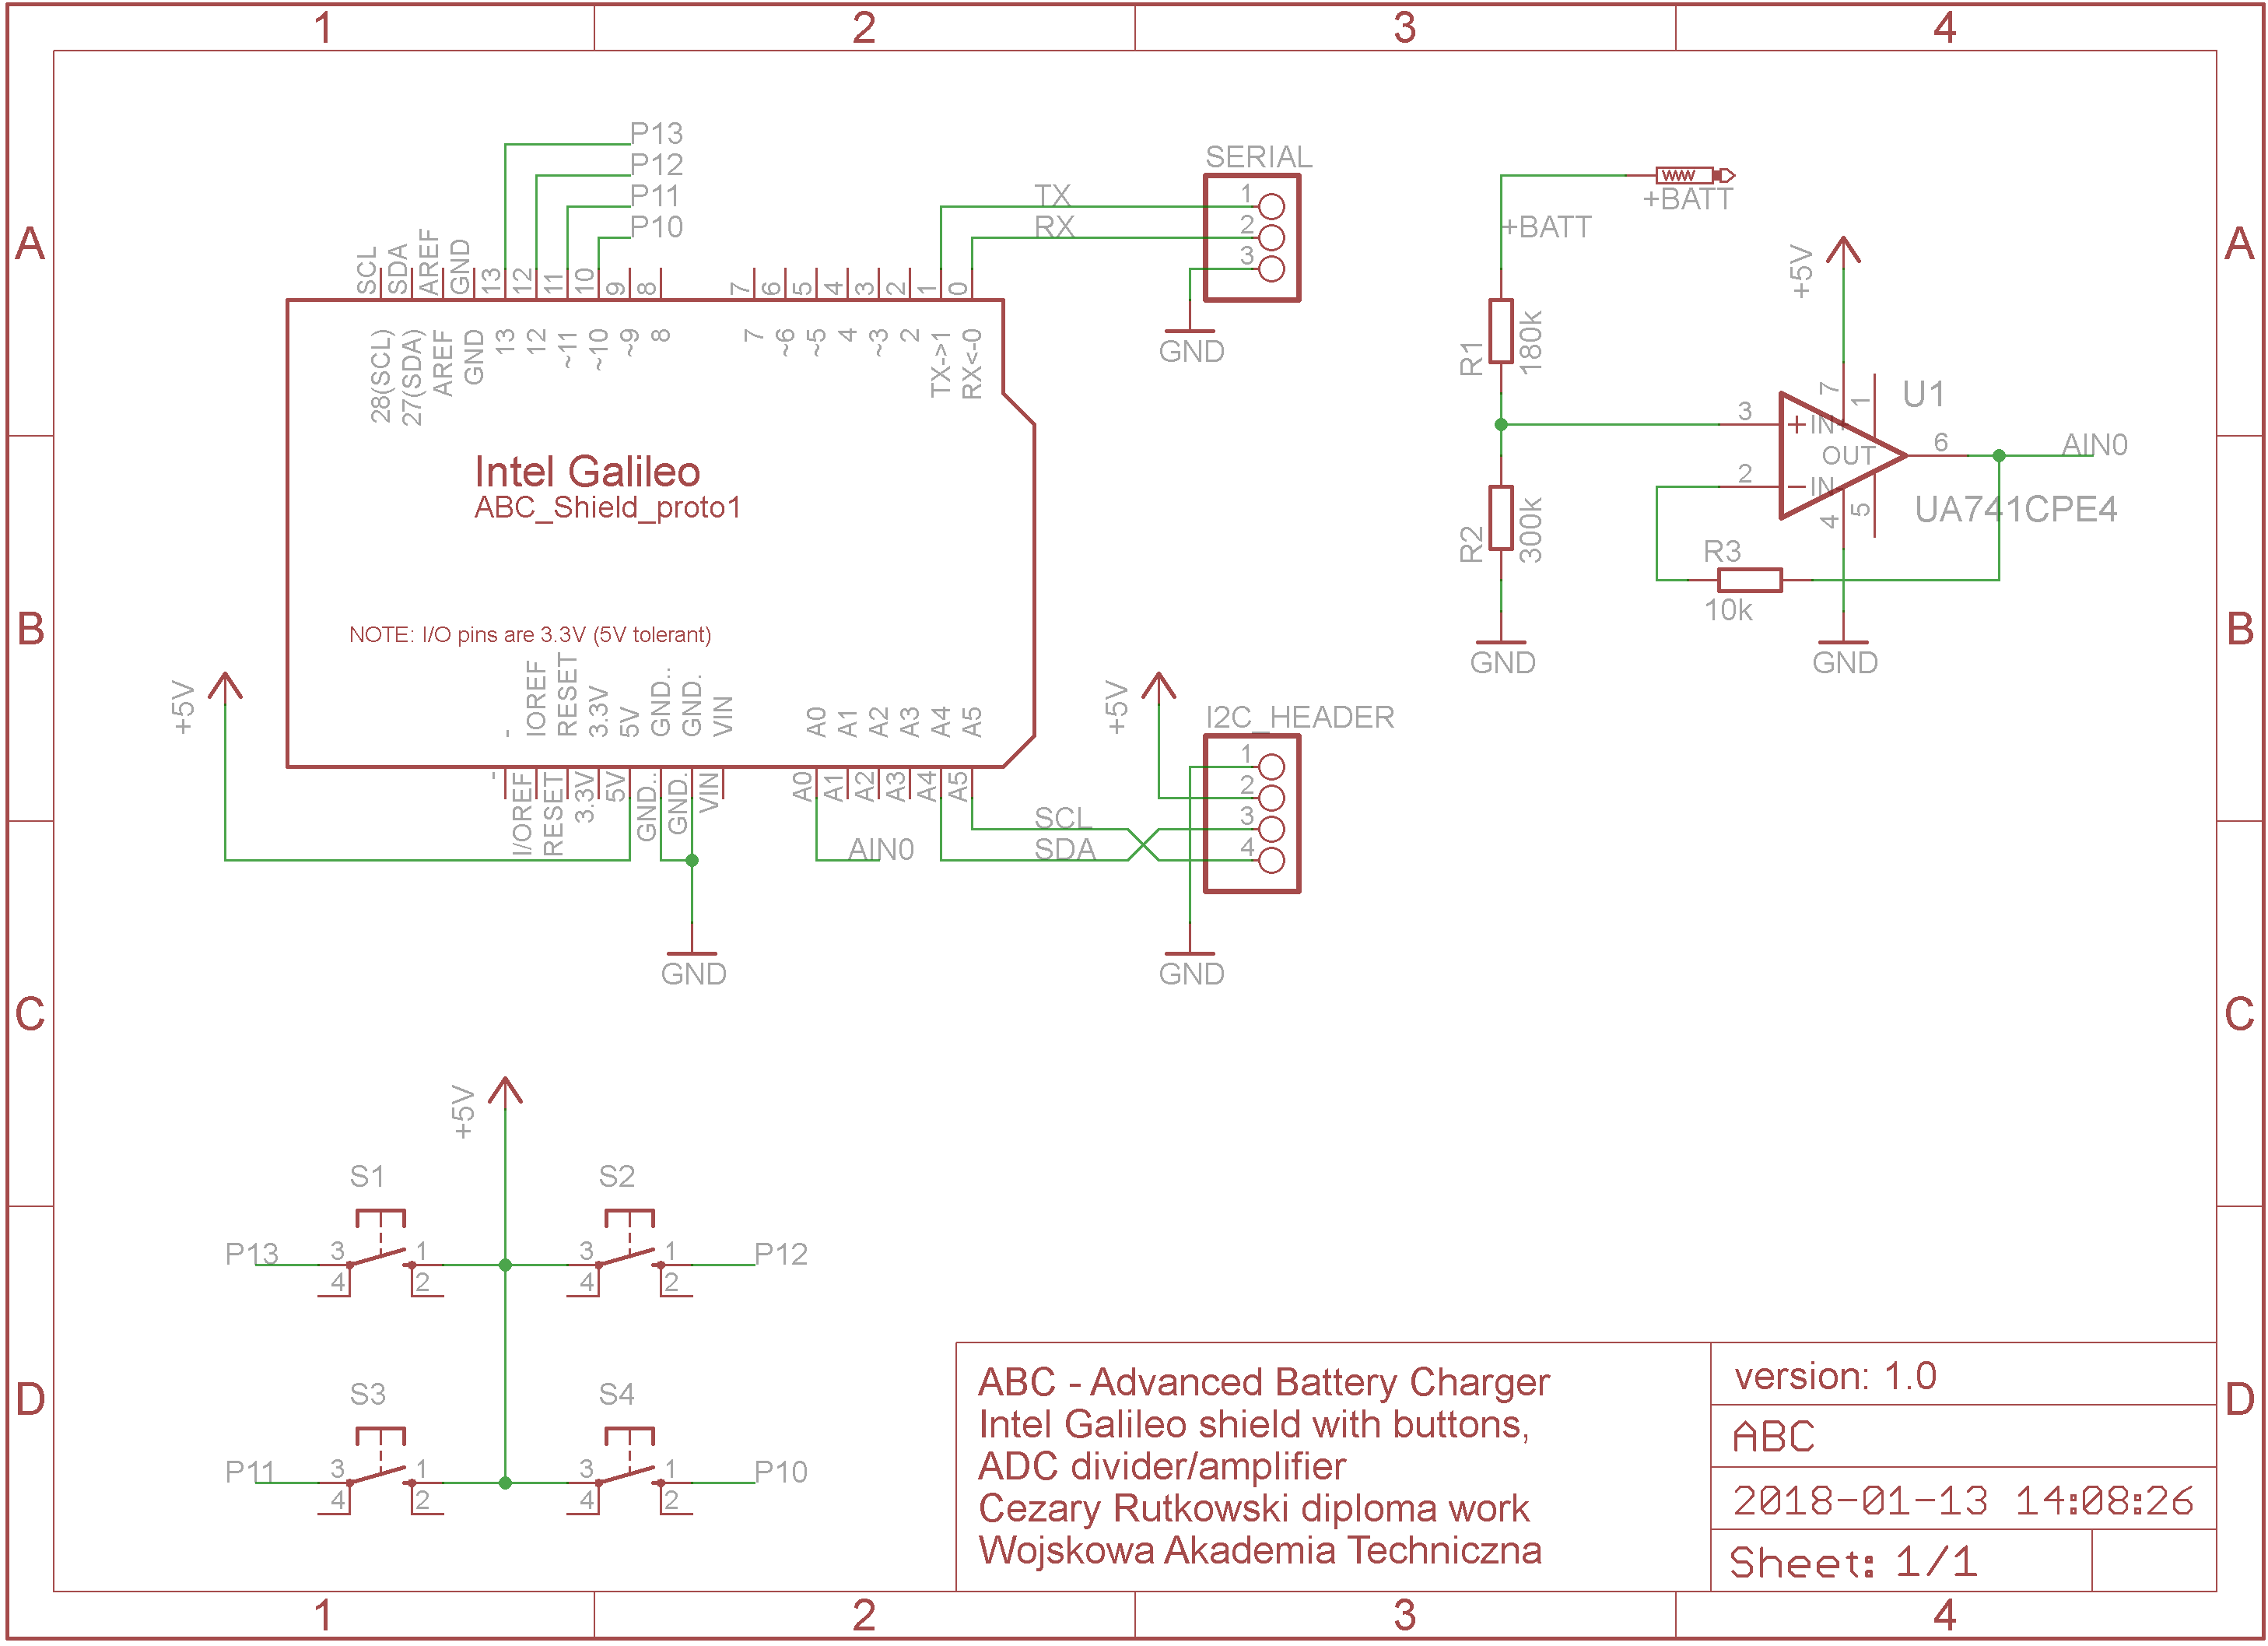 1 2 3 4
A A
B B
C C
D D
P13
P12
P11
P10
SCL SDA AREF GND 13 12 11 10 9 8 7 6 5 4 3 2 1 0
28(SCL) 27(SDA) AREF GND 13 12 ~11 ~10 ~9 8 7 ~6 ~5 4 ~3 2 TX->1 RX<-0
Intel Galileo
ABC_Shield_proto1
NOTE: I/O pins are 3.3V (5V tolerant)
- IOREF RESET 3.3V 5V GND.. GND. VIN A0 A1 A2 A3 A4 A5
- I/OREF RESET 3.3V 5V GND.. GND. VIN A0 A1 A2 A3 A4 A5
+5V
GND
AIN0
SERIAL
TX 1
RX 2
3
GND
+5V
I2C_HEADER
1
2
SCL 3
SDA 4
GND
+BATT
+BATT
R1 180k
R2 300k
GND
+5V
U1
7 1
3 +IN
OUT 6 AIN0
2 -IN
4 5
UA741CPE4
R3
10k
GND
+5V
S1 S2
P13 3 1 3 1 P12
4 2 4 2
S3 S4
P11 3 1 3 1 P10
4 2 4 2
ABC - Advanced Battery Charger
Intel Galileo shield with buttons,
ADC divider/amplifier
Cezary Rutkowski diploma work
Wojskowa Akademia Techniczna
version: 1.0
ABC
2018-01-13 14:08:26
Sheet: 1/1
1 2 3 4